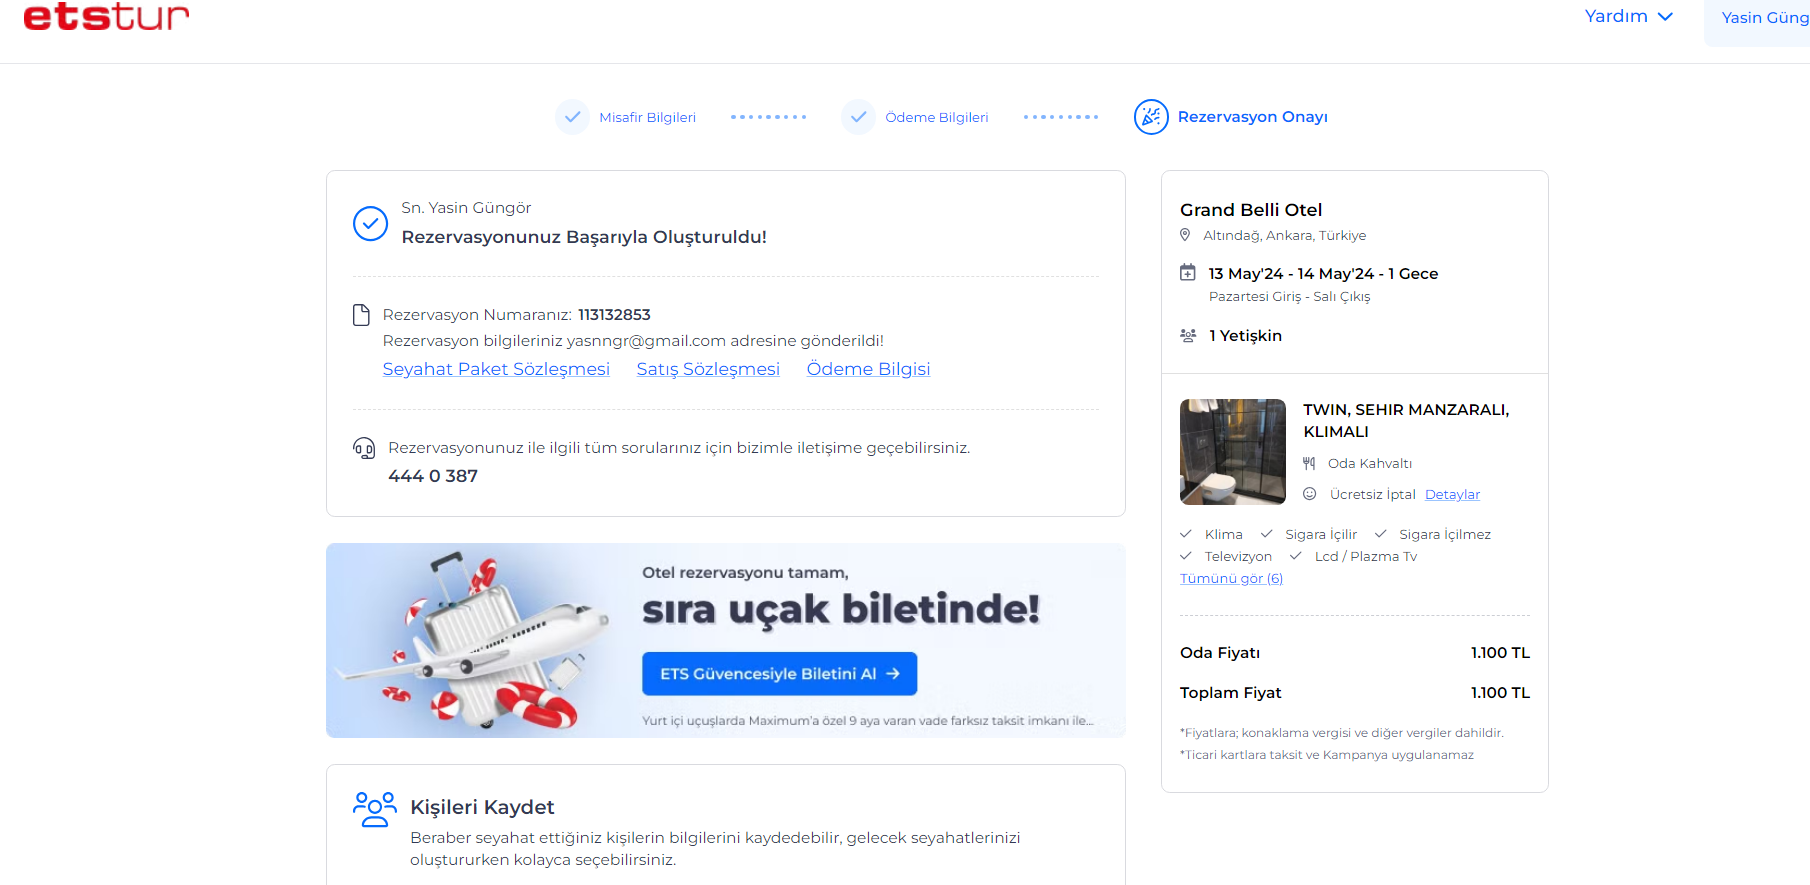 etstur
Yardım
Yasin Güng
Misafir Bilgileri
Ödeme Bilgileri
Rezervasyon Onayı
Sn. Yasin Güngör
Rezervasyonunuz Başarıyla Oluşturuldu!
Rezervasyon Numaranız: 113132853
Rezervasyon bilgileriniz yasnngr@gmail.com adresine gönderildi!
Seyahat Paket Sözleşmesi Satış Sözleşmesi Ödeme Bilgisi
Rezervasyonunuz ile ilgili tüm sorularınız için bizimle iletişime geçebilirsiniz.
444 0 387
Otel rezervasyonu tamam,
sıra uçak biletinde!
ETS Güvencesiyle Biletini Al
Yurt içi uçuşlarda Maximum'a özel 9 aya varan vade farksız taksit imkanı ile...
Kişileri Kaydet
Beraber seyahat ettiğiniz kişilerin bilgilerini kaydedebilir, gelecek seyahatlerinizi
oluştururken kolayca seçebilirsiniz.
Grand Belli Otel
Altındağ, Ankara, Türkiye
13 May'24 - 14 May'24 - 1 Gece
Pazartesi Giriş - Salı Çıkış
1 Yetişkin
TWIN, SEHIR MANZARALI,
KLIMALI
Oda Kahvaltı
Ücretsiz İptal Detaylar
Klima Sigara İçilir Sigara İçilmez
Televizyon Lcd / Plazma Tv
Tümünü gör (6)
Oda Fiyatı 1.100 TL
Toplam Fiyat 1.100 TL
*Fiyatlara; konaklama vergisi ve diğer vergiler dahildir.
*Ticari kartlara taksit ve Kampanya uygulanamaz